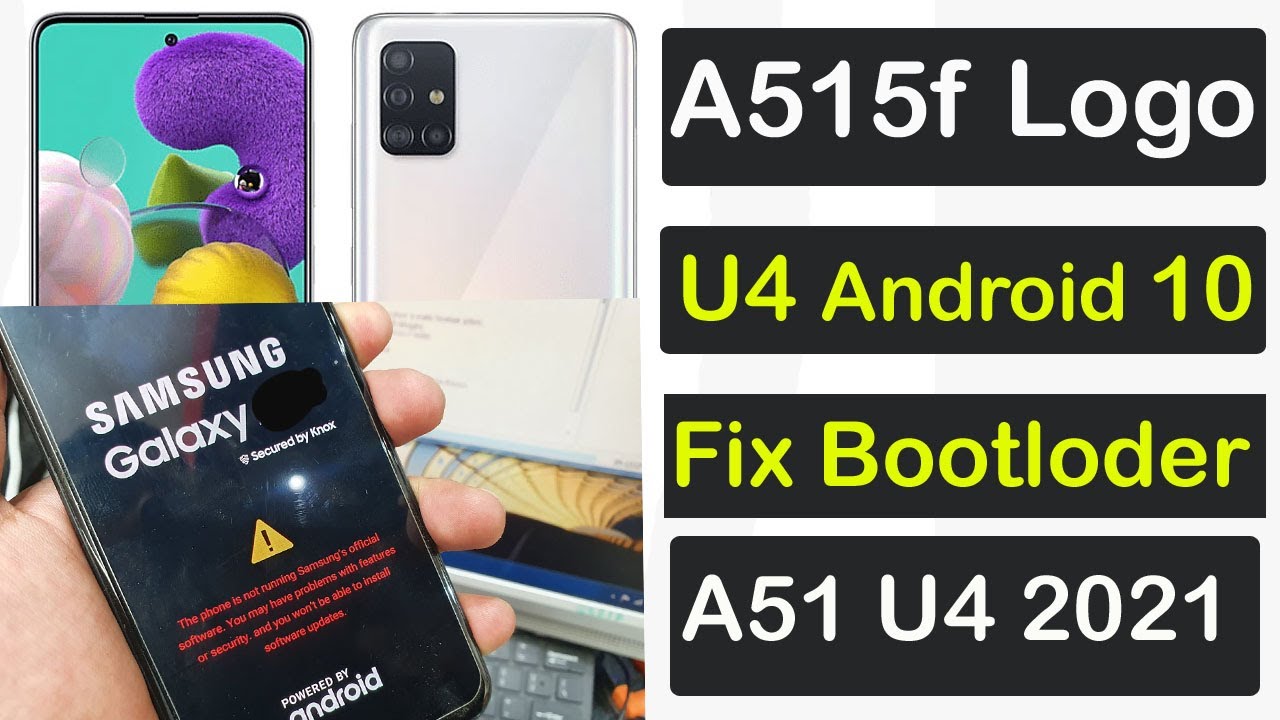 A515f Logo
U4 Android 10
Fix Bootloder
A51 U4 2021
SAMSUNG
Galaxy
Secured by Knox
The phone is not running Samsung's official
software. You may have problems with features
or security, and you won't be able to install
software updates.
POWERED BY
android